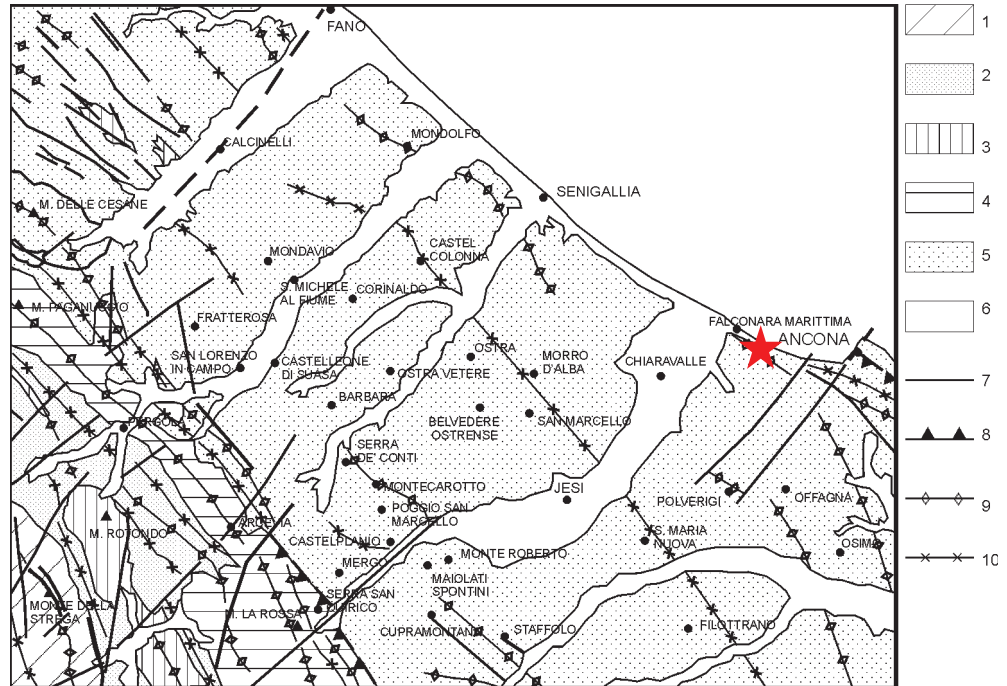 FANO
1
2
CALCINELLI
MONDOLFO
3
M. DELLE CESANE
SENIGALLIA
4
MONDAVIO
CASTEL
COLONNA
5
S. MICHELE
AL FIUME
CORINALDO
M. PAGANUCCIO
FRATTEROSA
6
FALCONARA MARITTIMA
ANCONA
SAN LORENZO
IN CAMPO
CASTELLEONE
DI SUASA
OSTRA
OSTRA VETERE
MORRO
D'ALBA
CHIARAVALLE
7
BARBARA
BELVEDERE
OSTRENSE
SAN MARCELLO
PERGOLA
8
SERRA
DE' CONTI
MONTECAROTTO
JESI
POLVERIGI
OFFAGNA
9
POGGIO SAN
MARCELLO
M. ROTONDO
ARCEVIA
CASTELPLANIO
S. MARIA
NUOVA
OSIMO
MERGO
MONTE ROBERTO
10
MAIOLATI
SPONTINI
MONTE DELLA
STREGA
M. LA ROSSA
SERRA SAN
QUIRICO
CUPRAMONTANA
STAFFOLO
FILOTTRANO